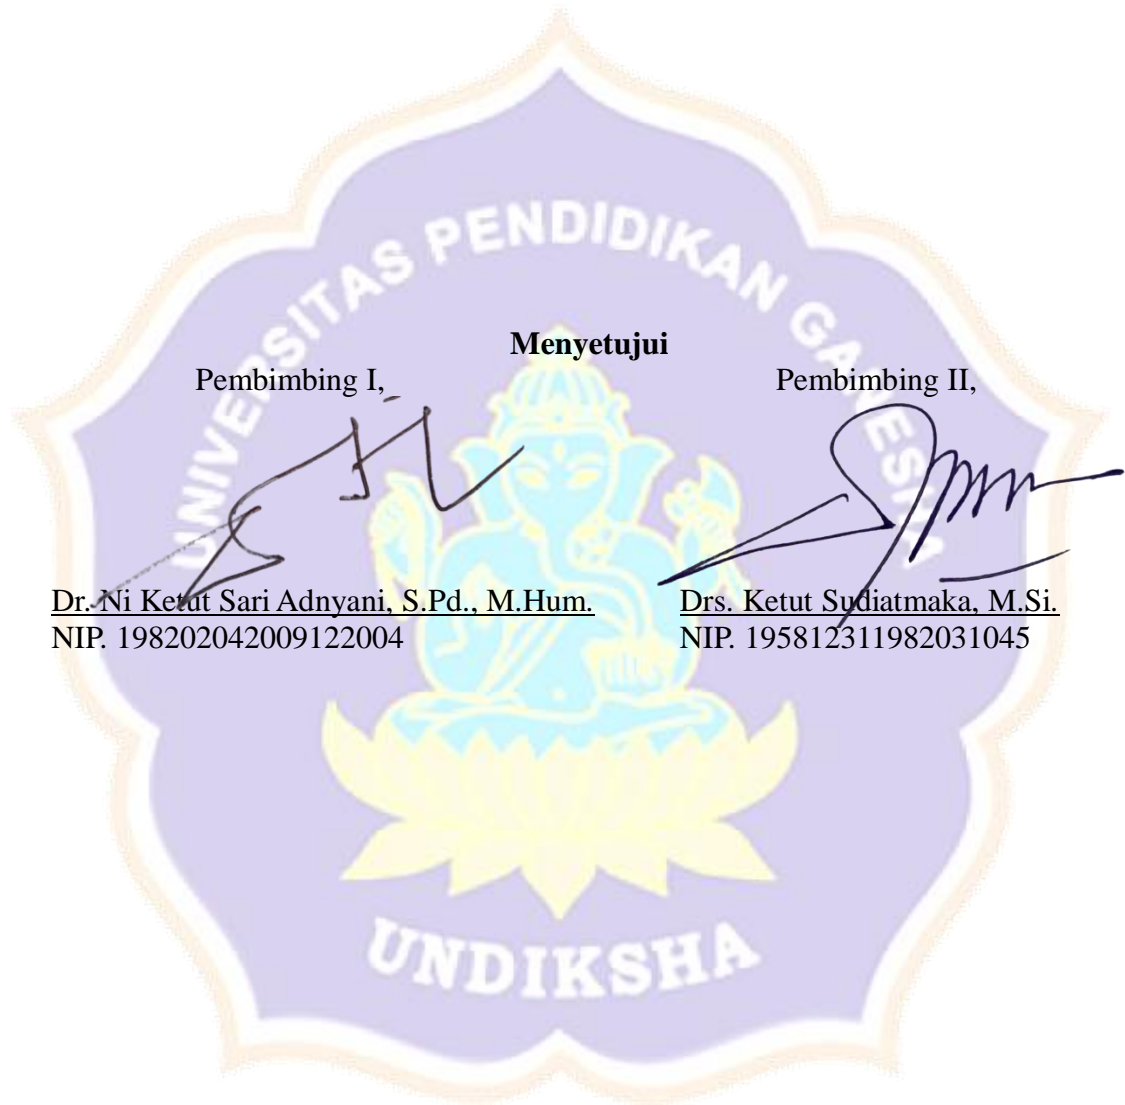 UNIVERSITAS PENDIDIKAN GANESHA
Menyetujui
Pembimbing I,
Pembimbing II,
Dr. Ni Ketut Sari Adnyani, S.Pd., M.Hum.
Drs. Ketut Sudiatmaka, M.Si.
NIP. 198202042009122004
NIP. 195812311982031045
UNDIKSHA